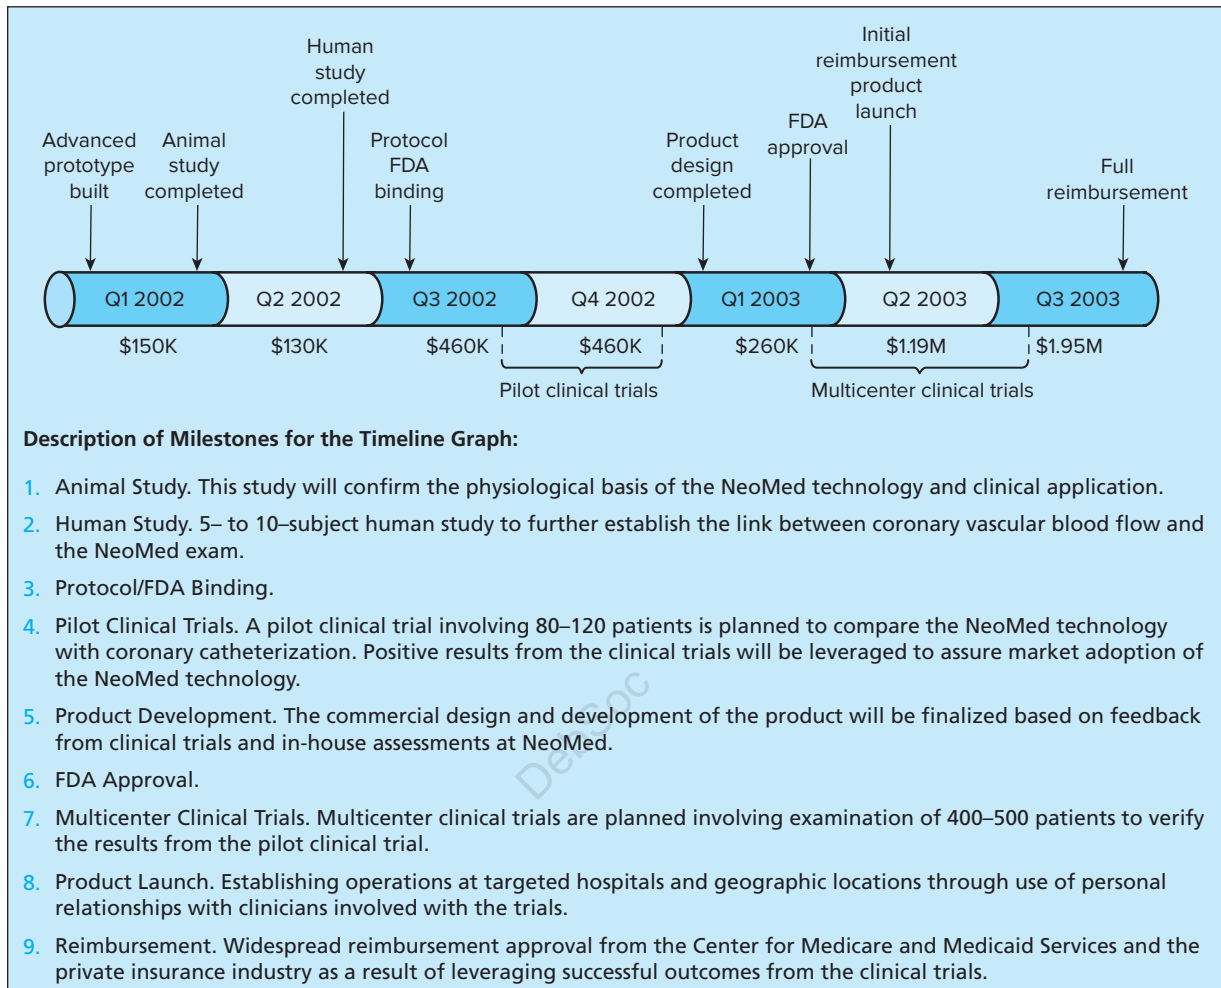 Human
study
completed
Initial
reimbursement
product
launch
Advanced
prototype
built
Animal
study
completed
Protocol
FDA
binding
Product
design
completed
FDA
approval
Full
reimbursement
Q1 2002
Q2 2002
Q3 2002
Q4 2002
Q1 2003
Q2 2003
Q3 2003
$150K
$130K
$460K
$460K
$260K
$1.19M
$1.95M
Pilot clinical trials
Multicenter clinical trials
Description of Milestones for the Timeline Graph:
1. Animal Study. This study will confirm the physiological basis of the NeoMed technology and clinical application.
2. Human Study. 5– to 10–subject human study to further establish the link between coronary vascular blood flow and
the NeoMed exam.
3. Protocol/FDA Binding.
4. Pilot Clinical Trials. A pilot clinical trial involving 80–120 patients is planned to compare the NeoMed technology
with coronary catheterization. Positive results from the clinical trials will be leveraged to assure market adoption of
the NeoMed technology.
5. Product Development. The commercial design and development of the product will be finalized based on feedback
from clinical trials and in-house assessments at NeoMed.
DebSoc
6. FDA Approval.
7. Multicenter Clinical Trials. Multicenter clinical trials are planned involving examination of 400–500 patients to verify
the results from the pilot clinical trial.
8. Product Launch. Establishing operations at targeted hospitals and geographic locations through use of personal
relationships with clinicians involved with the trials.
9. Reimbursement. Widespread reimbursement approval from the Center for Medicare and Medicaid Services and the
private insurance industry as a result of leveraging successful outcomes from the clinical trials.